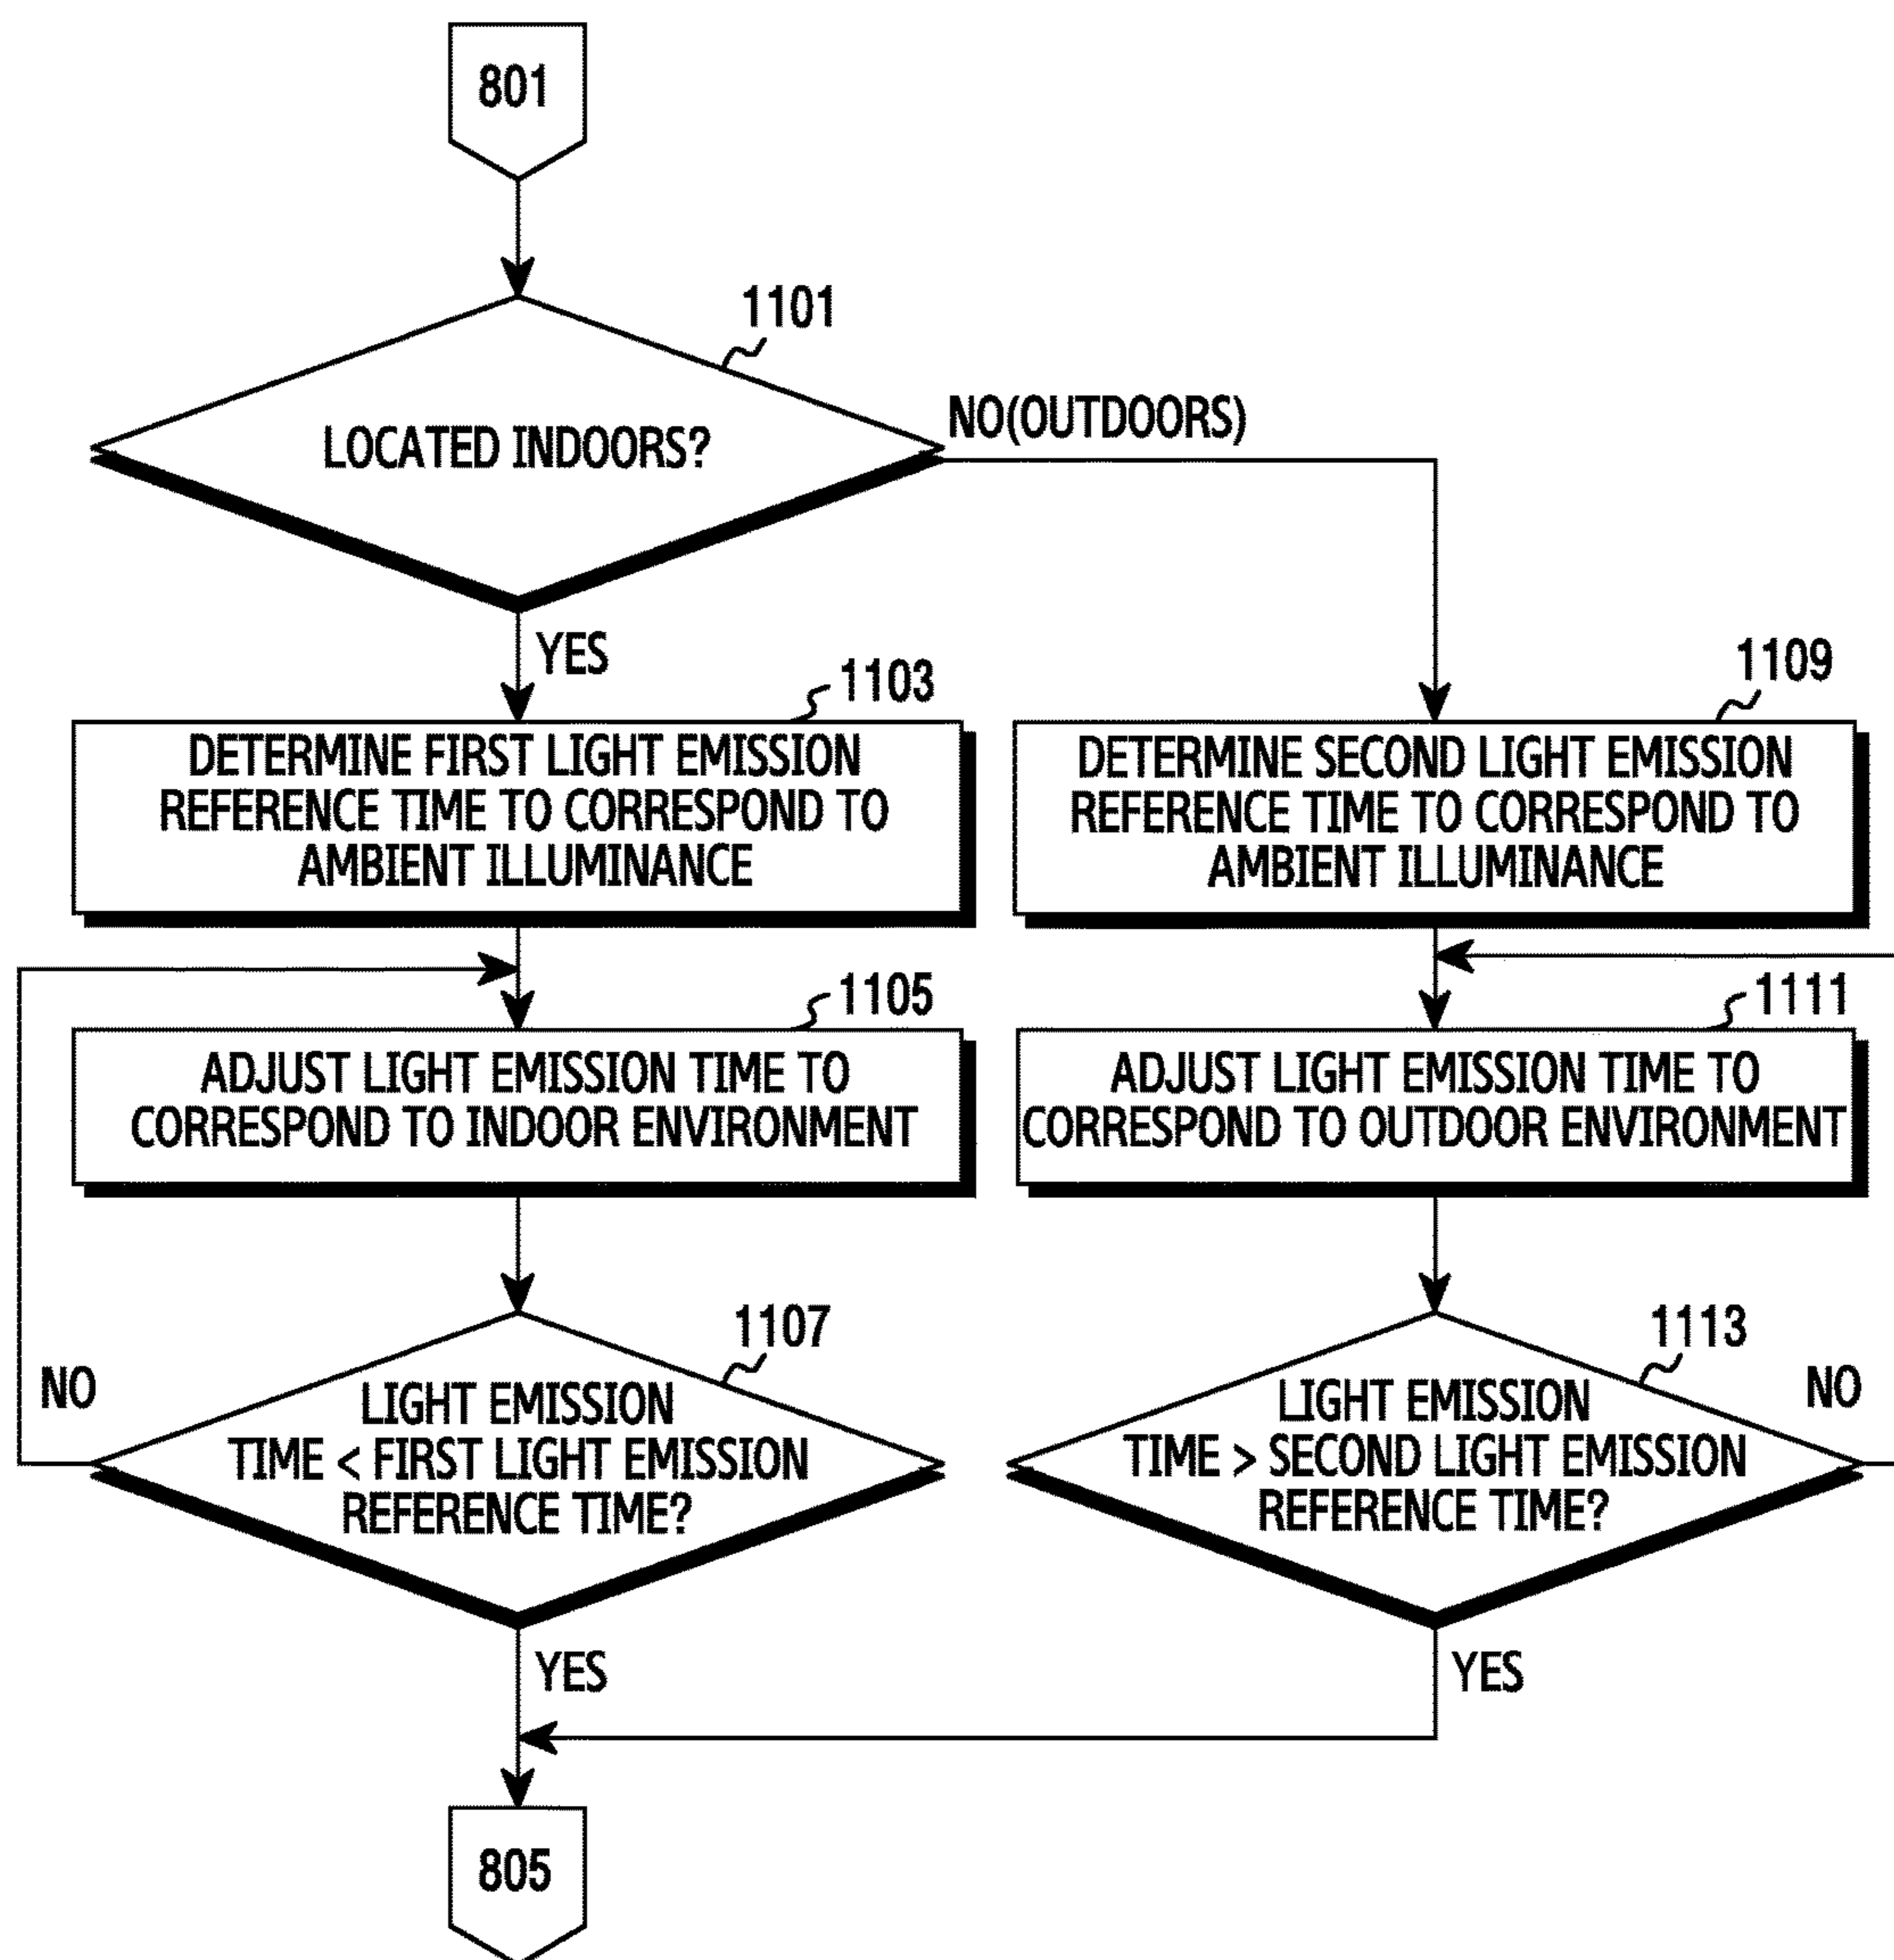 801
1101
LOCATED INDOORS?
NO(OUTDOORS)
YES
1103
DETERMINE FIRST LIGHT EMISSION
REFERENCE TIME TO CORRESPOND TO
AMBIENT ILLUMINANCE
1109
DETERMINE SECOND LIGHT EMISSION
REFERENCE TIME TO CORRESPOND TO
AMBIENT ILLUMINANCE
1105
ADJUST LIGHT EMISSION TIME TO
CORRESPOND TO INDOOR ENVIRONMENT
1111
ADJUST LIGHT EMISSION TIME TO
CORRESPOND TO OUTDOOR ENVIRONMENT
1107
NO
LIGHT EMISSION
TIME < FIRST LIGHT EMISSION
REFERENCE TIME?
1113
NO
LIGHT EMISSION
TIME > SECOND LIGHT EMISSION
REFERENCE TIME?
YES
YES
805